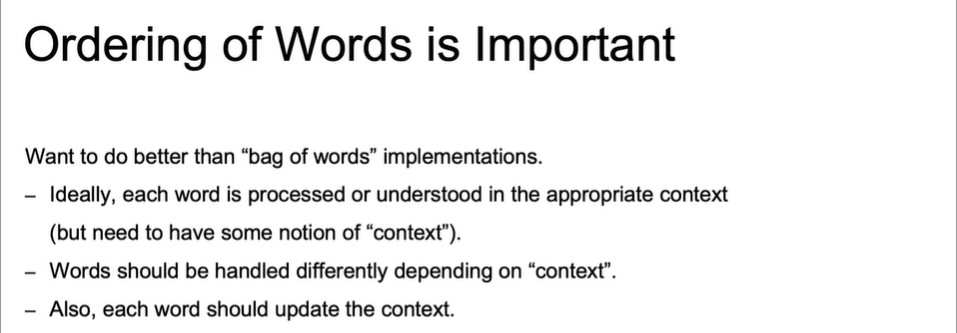 Ordering of Words is Important
Want to do better than “bag of words” implementations.
– Ideally, each word is processed or understood in the appropriate context
(but need to have some notion of “context”).
– Words should be handled differently depending on “context”.
– Also, each word should update the context.